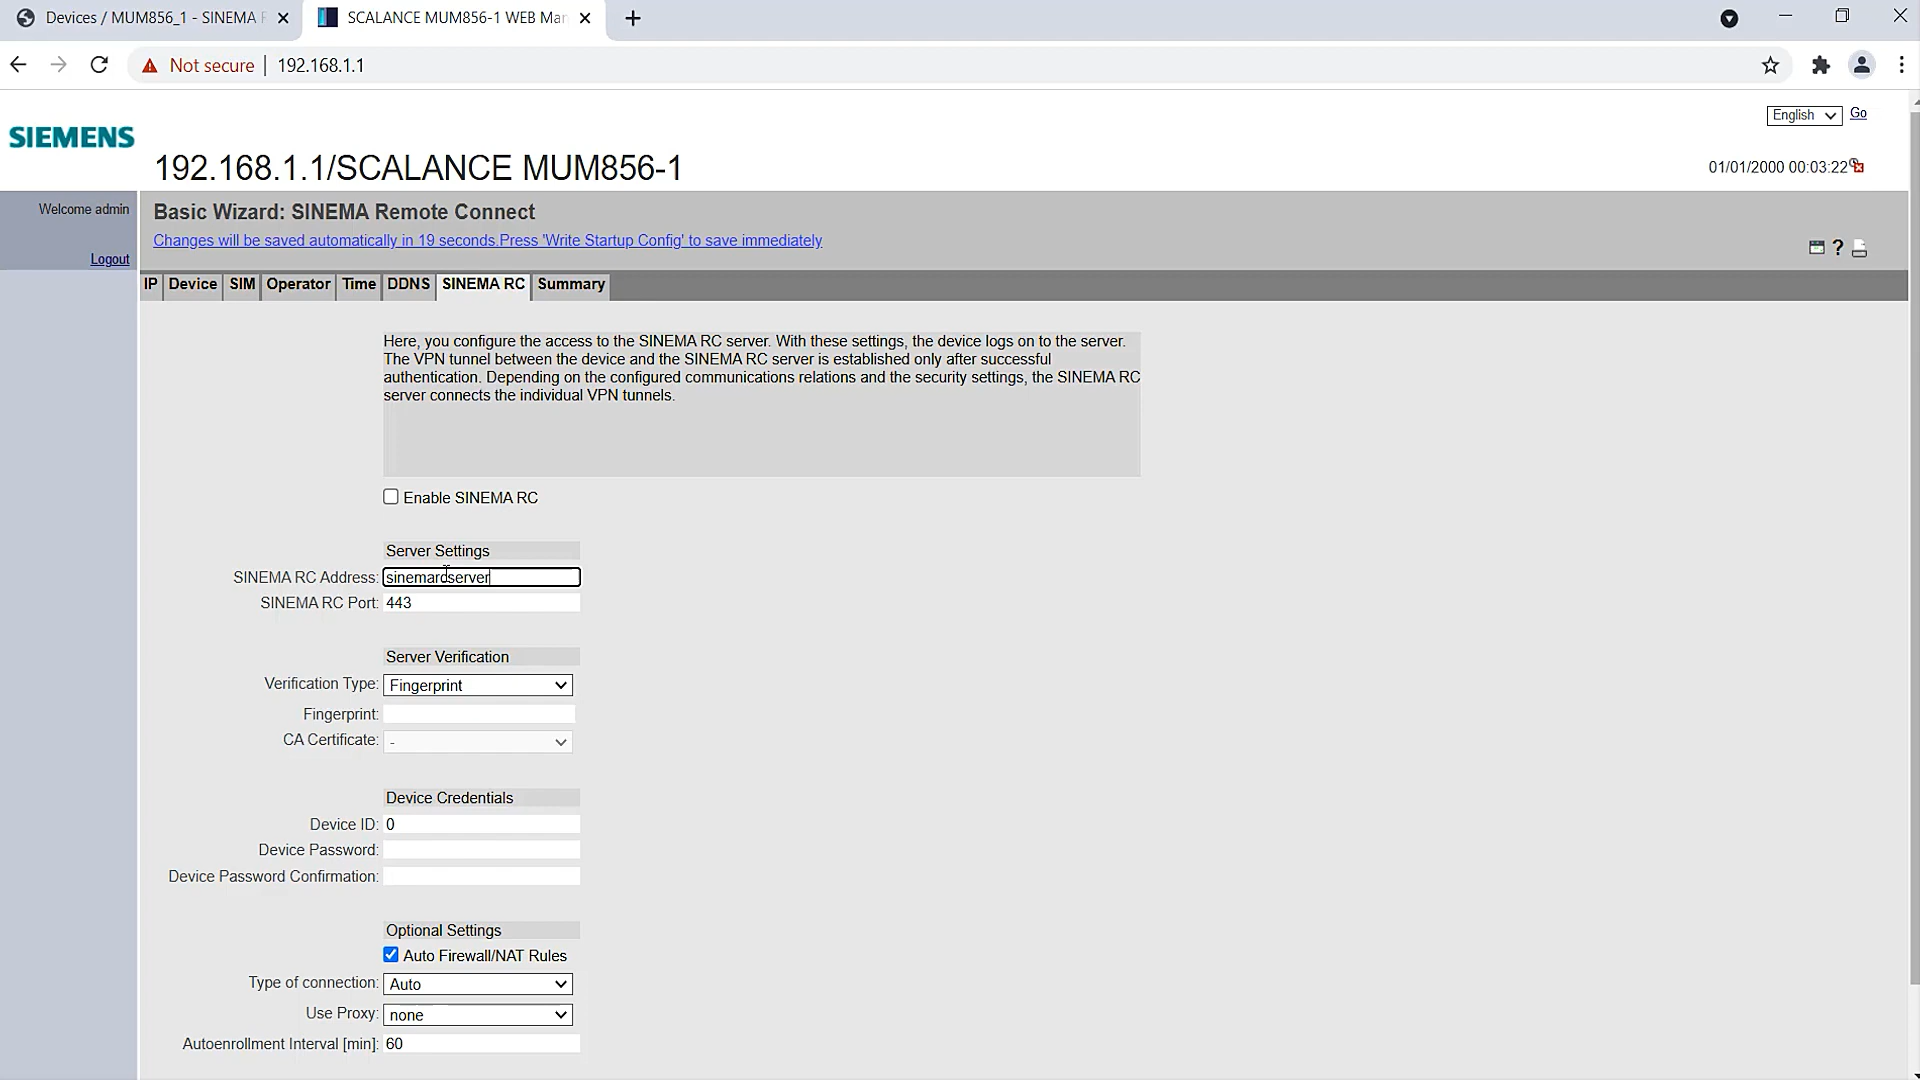 Devices / MUM856_1 - SINEMA
SCALANCE MUM856-1 WEB Man
Not secure | 192.168.1.1
English Go
SIEMENS
192.168.1.1/SCALANCE MUM856-1
01/01/2000 00:03:22
Welcome admin
Logout
Basic Wizard: SINEMA Remote Connect
Changes will be saved automatically in 19 seconds.Press 'Write Startup Config' to save immediately
?
IP Device SIM Operator Time DDNS SINEMA RC Summary
Here, you configure the access to the SINEMA RC server. With these settings, the device logs on to the server.
The VPN tunnel between the device and the SINEMA RC server is established only after successful
authentication. Depending on the configured communications relations and the security settings, the SINEMA RC
server connects the individual VPN tunnels.
Enable SINEMA RC
Server Settings
SINEMA RC Address: sinemarcserver
SINEMA RC Port: 443
Server Verification
Verification Type: Fingerprint
Fingerprint:
CA Certificate: -
Device Credentials
Device ID: 0
Device Password:
Device Password Confirmation:
Optional Settings
Auto Firewall/NAT Rules
Type of connection: Auto
Use Proxy: none
Autoenrollment Interval [min]: 60